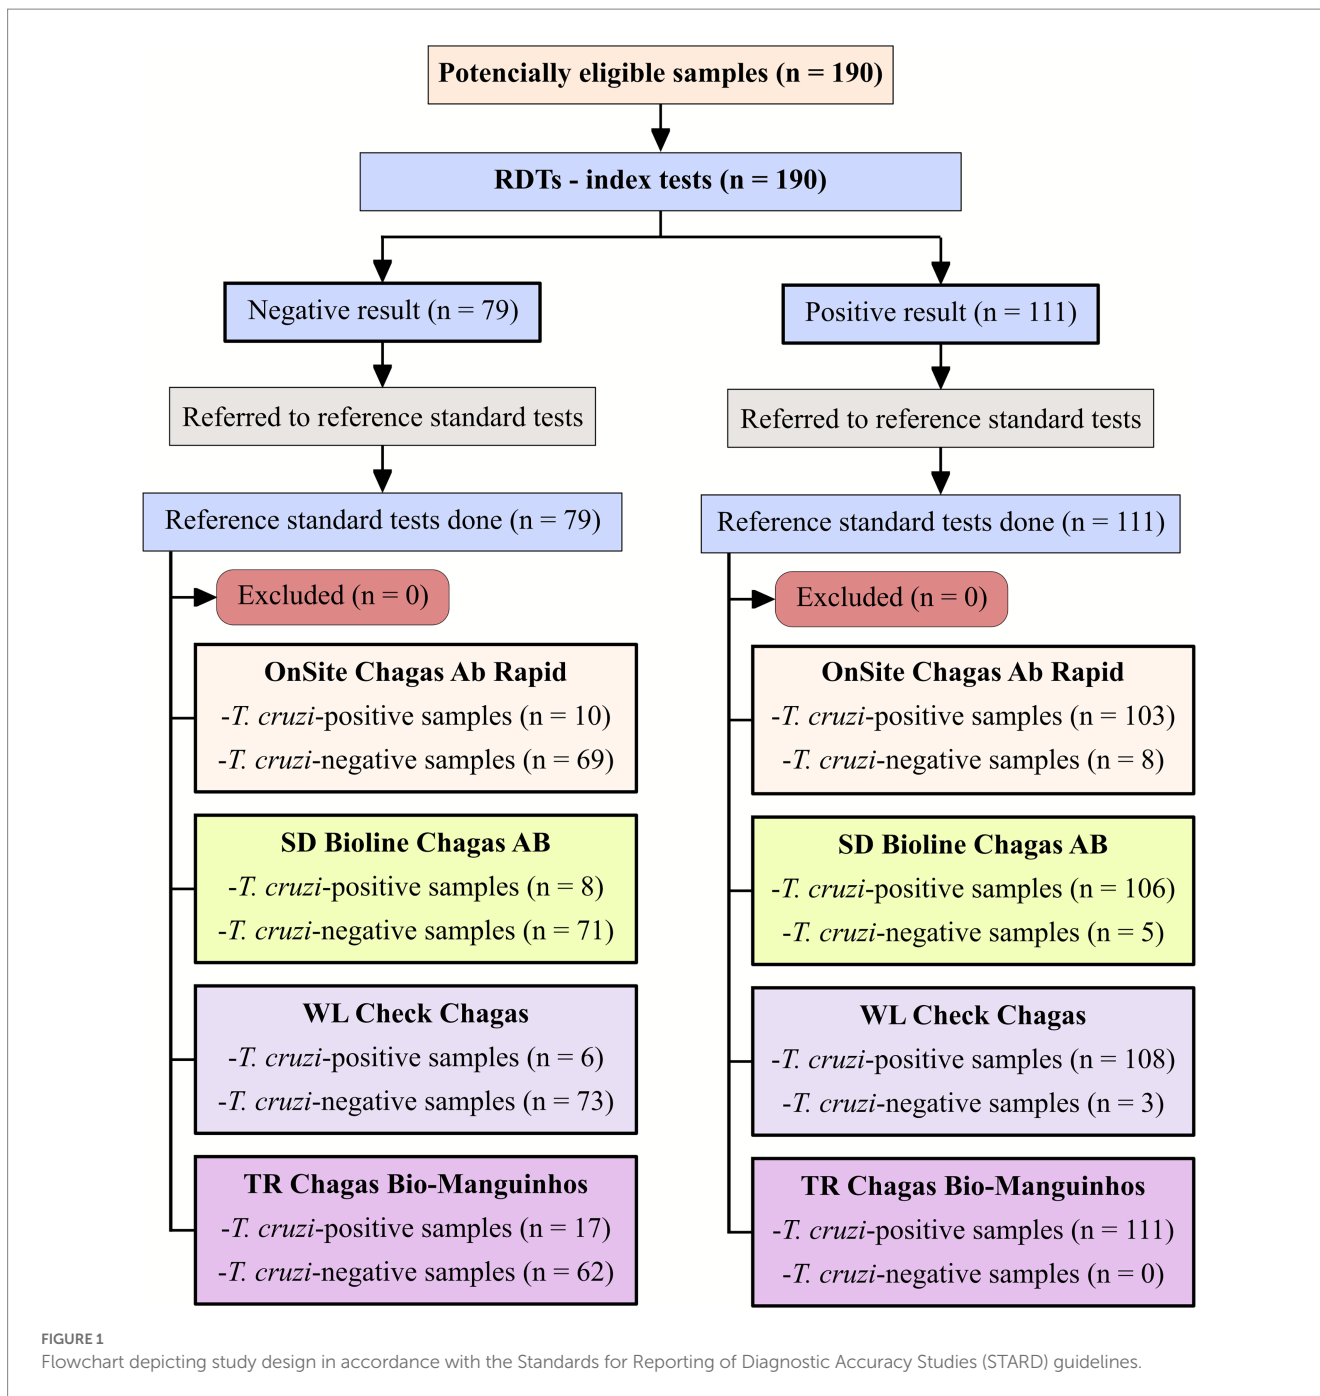 Potencially eligible samples (n = 190)
RDTs - index tests (n = 190)
Negative result (n = 79)
Referred to reference standard tests
Reference standard tests done (n = 79)
Excluded (n = 0)
OnSite Chagas Ab Rapid
-T. cruzi-positive samples (n = 10)
-T. cruzi-negative samples (n = 69)
SD Bioline Chagas AB
-T. cruzi-positive samples (n = 8)
-T. cruzi-negative samples (n = 71)
WL Check Chagas
-T. cruzi-positive samples (n = 6)
-T. cruzi-negative samples (n = 73)
TR Chagas Bio-Manguinhos
-T. cruzi-positive samples (n = 17)
-T. cruzi-negative samples (n = 62)
Positive result (n = 111)
Referred to reference standard tests
Reference standard tests done (n = 111)
Excluded (n = 0)
OnSite Chagas Ab Rapid
-T. cruzi-positive samples (n = 103)
-T. cruzi-negative samples (n = 8)
SD Bioline Chagas AB
-T. cruzi-positive samples (n = 106)
-T. cruzi-negative samples (n = 5)
WL Check Chagas
-T. cruzi-positive samples (n = 108)
-T. cruzi-negative samples (n = 3)
TR Chagas Bio-Manguinhos
-T. cruzi-positive samples (n = 111)
-T. cruzi-negative samples (n = 0)
FIGURE 1
Flowchart depicting study design in accordance with the Standards for Reporting of Diagnostic Accuracy Studies (STARD) guidelines.